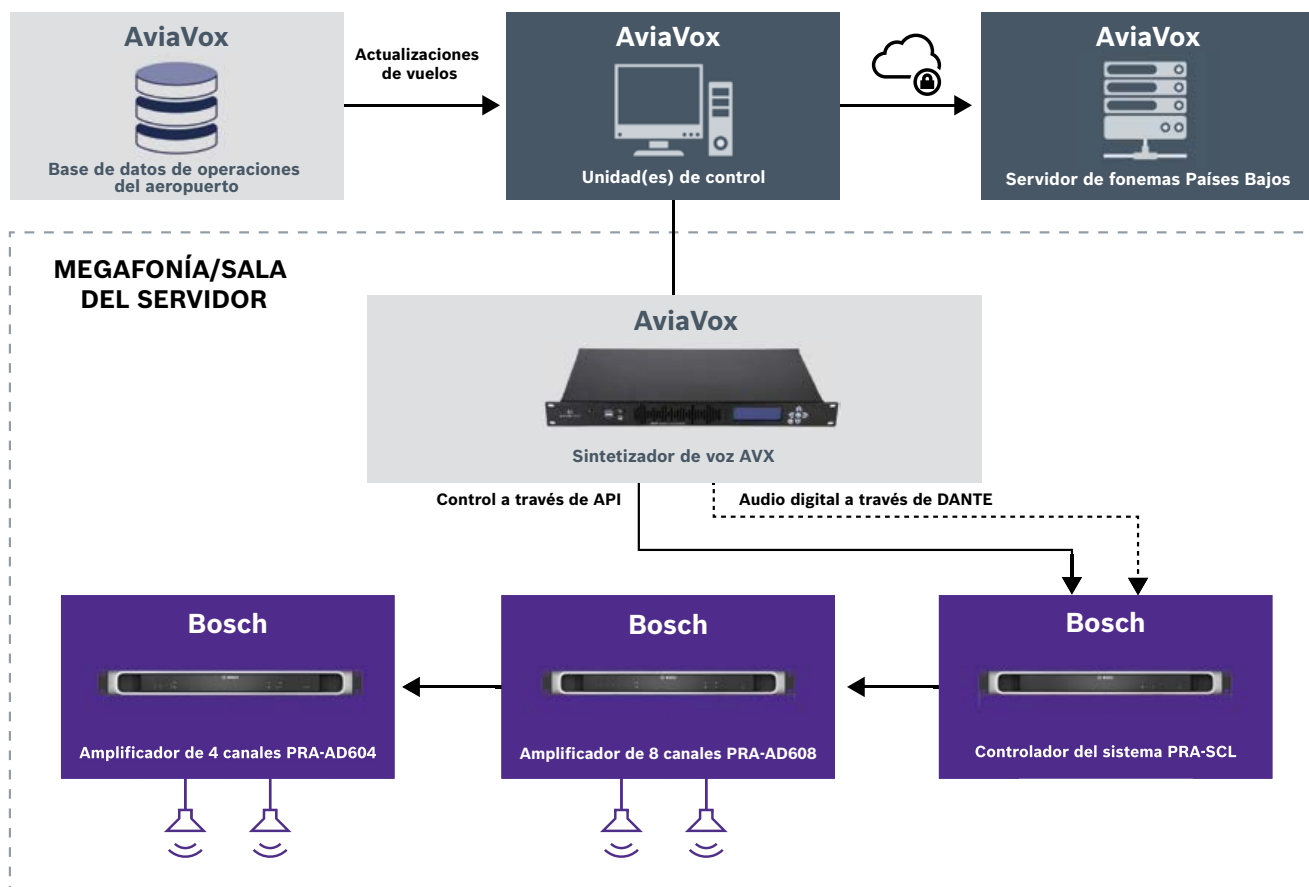 AviaVox
Base de datos de operaciones
del aeropuerto
Actualizaciones
de vuelos
AviaVox
Unidad(es) de control
AviaVox
Servidor de fonemas Países Bajos
MEGAFONÍA/SALA
DEL SERVIDOR
AviaVox
Sintetizador de voz AVX
Control a través de API
Audio digital a través de DANTE
Bosch
Amplificador de 4 canales PRA-AD604
Bosch
Amplificador de 8 canales PRA-AD608
Bosch
Controlador del sistema PRA-SCL